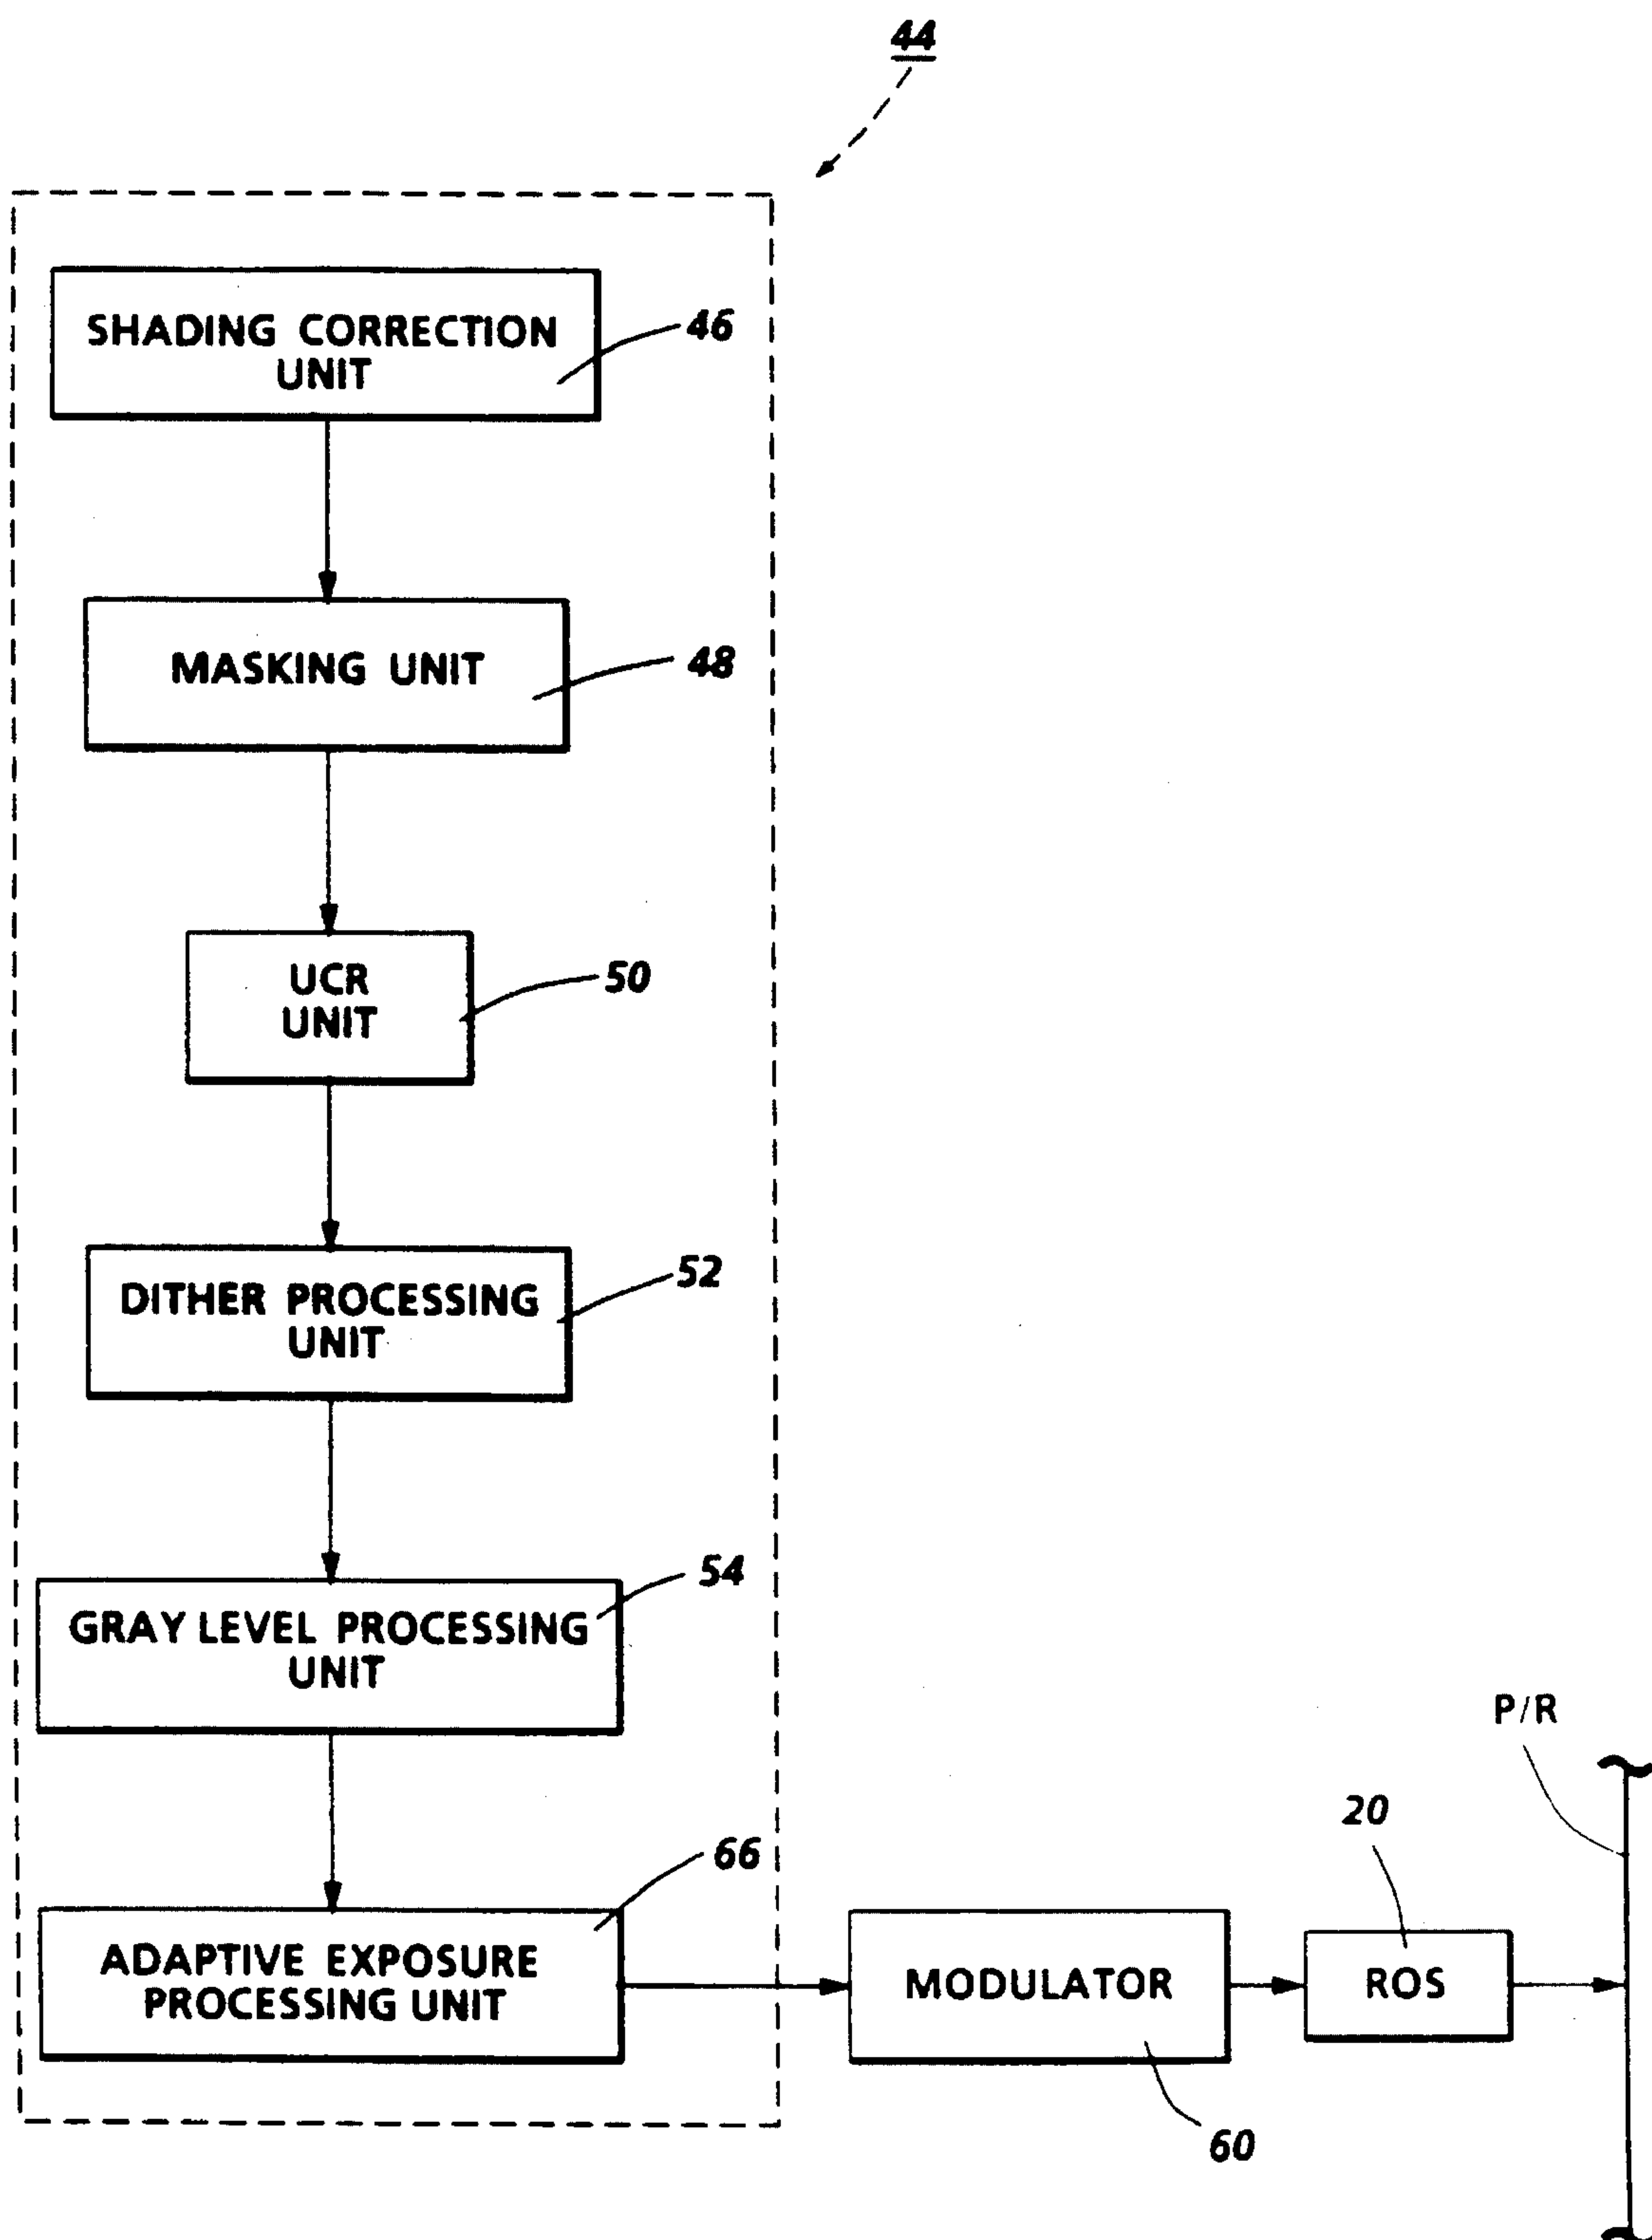 44
SHADING CORRECTION
UNIT
46
MASKING UNIT
48
UCR
UNIT
50
DITHER PROCESSING
UNIT
52
GRAY LEVEL PROCESSING
UNIT
54
ADAPTIVE EXPOSURE
PROCESSING UNIT
66
MODULATOR
60
ROS
20
P/R